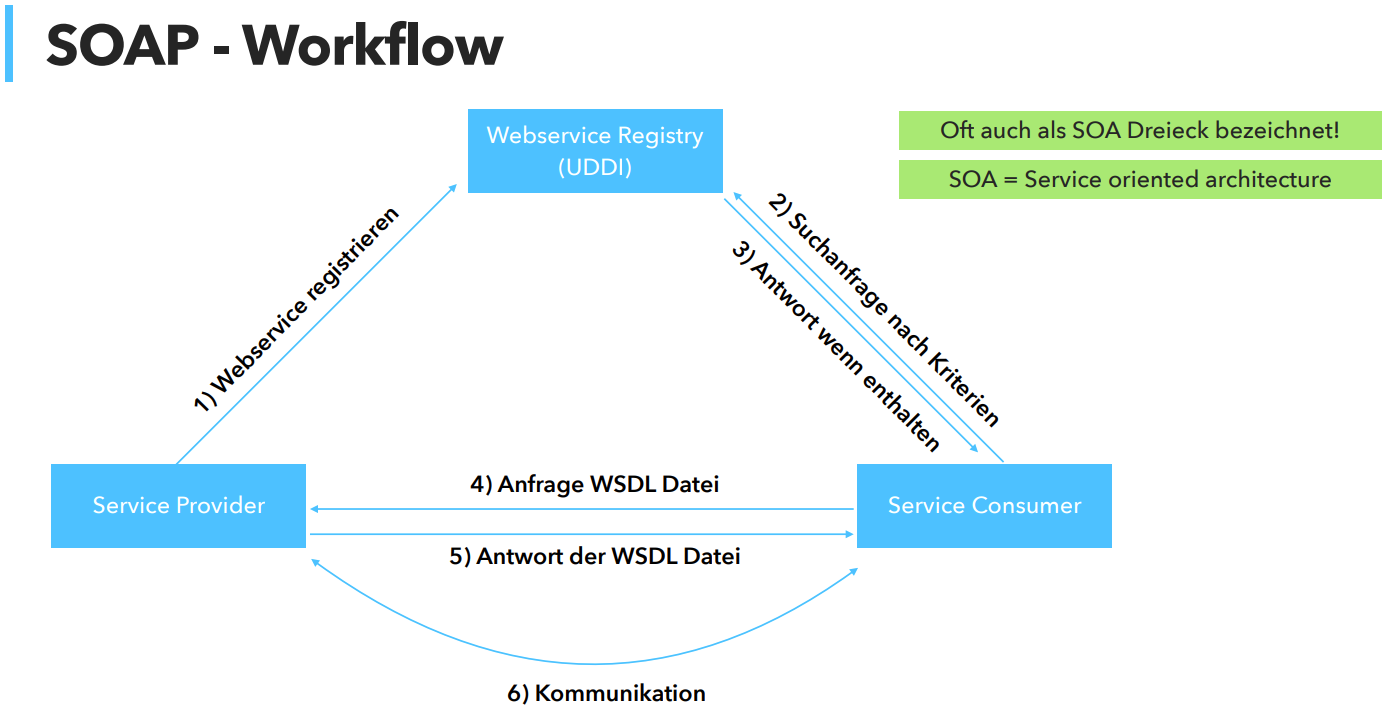 SOAP - Workflow
Webservice Registry
(UDDI)
Oft auch als SOA Dreieck bezeichnet!
SOA = Service oriented architecture
1) Webservice registrieren
2) Suchanfrage nach Kriterien
3) Antwort wenn enthalten
Service Provider
4) Anfrage WSDL Datei
Service Consumer
5) Antwort der WSDL Datei
6) Kommunikation